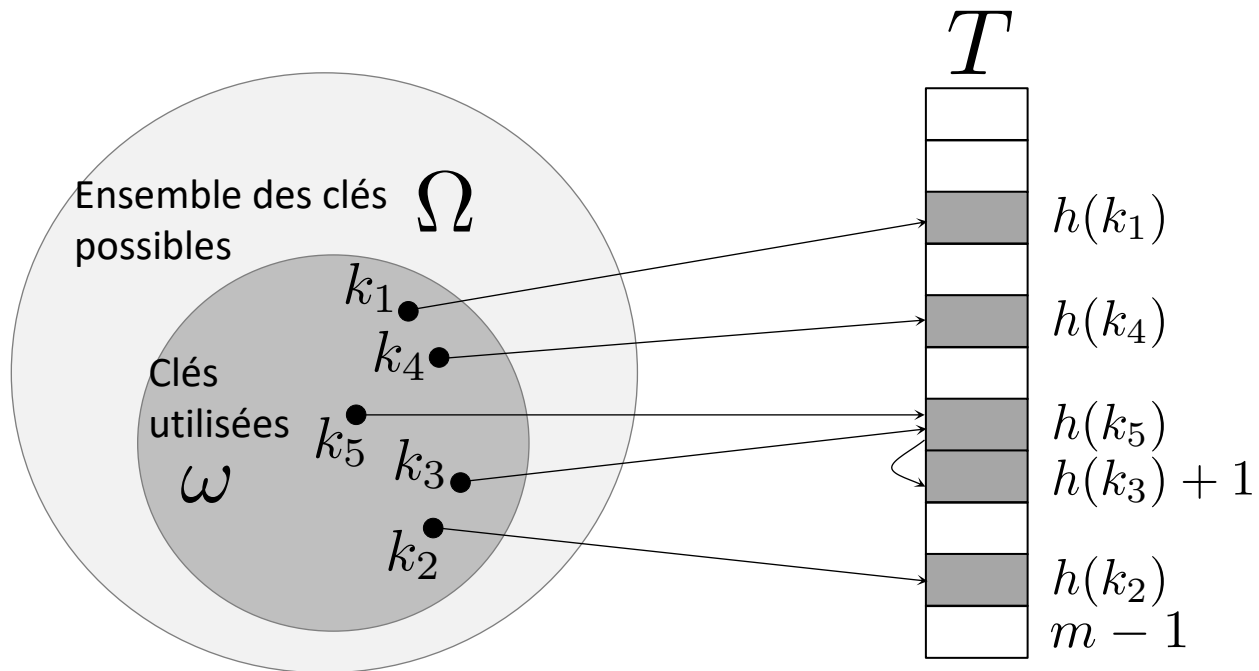 T
Ensemble des clés
possibles
Ω
h(k₁)
k₁
h(k₄)
k₄
Clés
utilisées
ω
k₅
h(k₅)
k₃
h(k₃) + 1
k₂
h(k₂)
m − 1